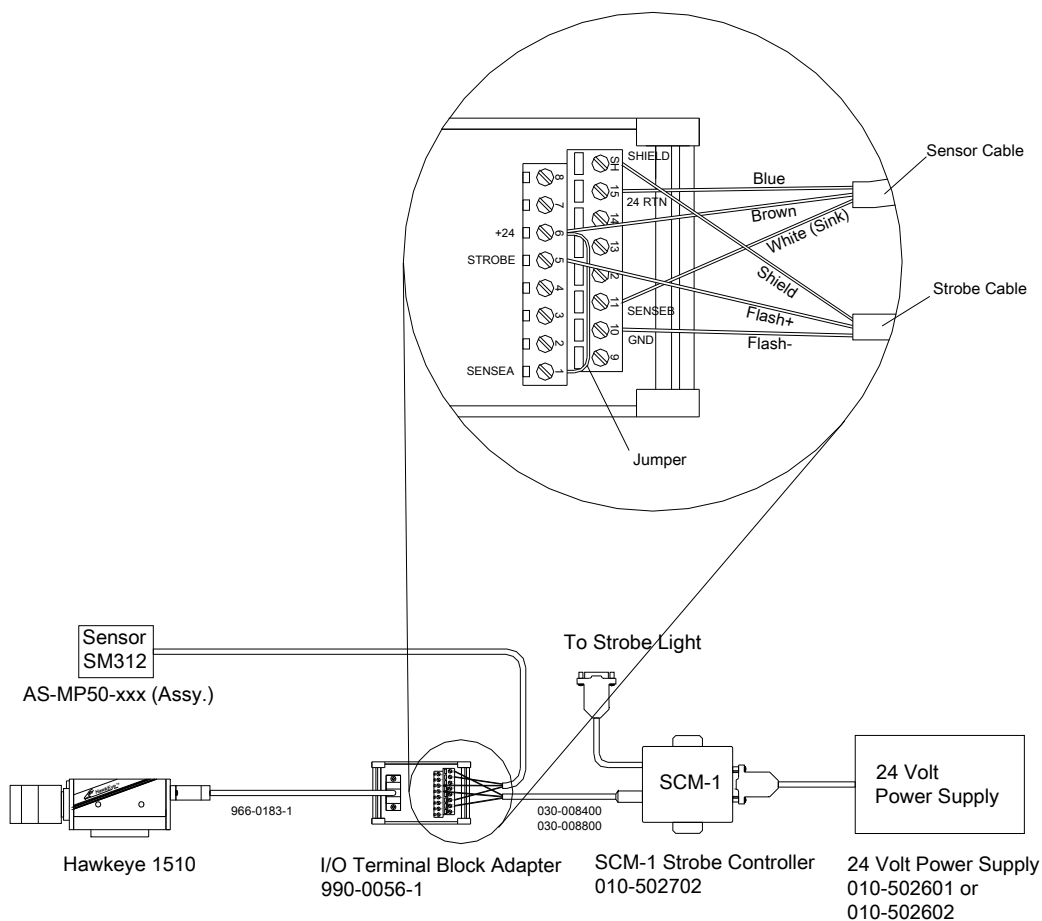 Sensor Cable
SHIELD
SH
Blue
8
15
24 RTN
Brown
7
14
White (Sink)
+24
6
13
STROBE
5
2
Shield
Strobe Cable
4
11
SENSEB
Flash+
3
10
GND
Flash-
2
9
SENSEA
1
Jumper
Sensor
SM312
To Strobe Light
AS-MP50-xxx (Assy.)
SCM-1
24 Volt
Power Supply
966-0183-1
030-008400
030-008800
Hawkeye 1510
I/O Terminal Block Adapter
990-0056-1
SCM-1 Strobe Controller
010-502702
24 Volt Power Supply
010-502601 or
010-502602